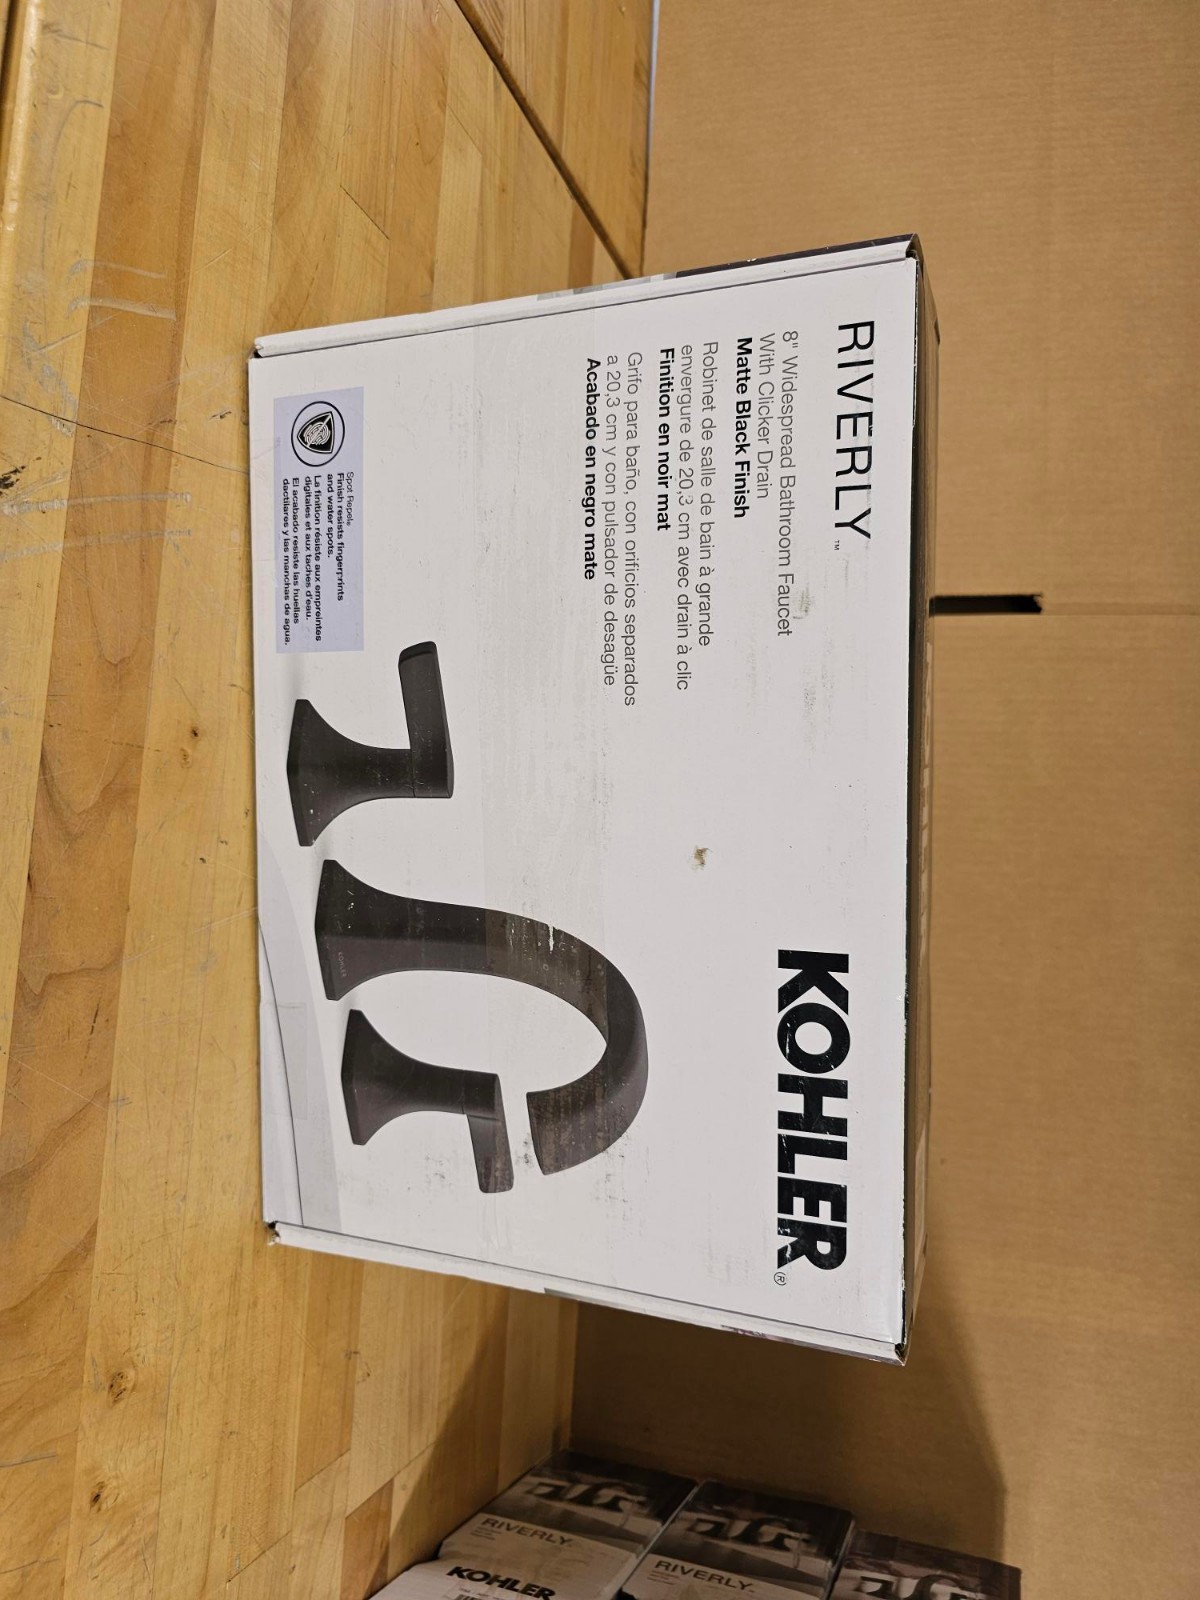 RIVERLY™
8" Widespread Bathroom Faucet
With Clicker Drain
Matte Black Finish
Robinet de salle de bain à grande
envergure de 20,3 cm avec drain à clic
Finition en noir mat
Grifo para baño, con orificios separados
a 20,3 cm y con pulsador de desagüe
Acabado en negro mate
KOHLER®
Spot Repels
Finish resists fingerprints
and water spots.
La finition résiste aux empreintes
digitales et aux taches d'eau.
El acabado resiste las huellas
dactilares y las manchas de agua.
KOHLER
RIVERLY
KOHLER
RIVERLY